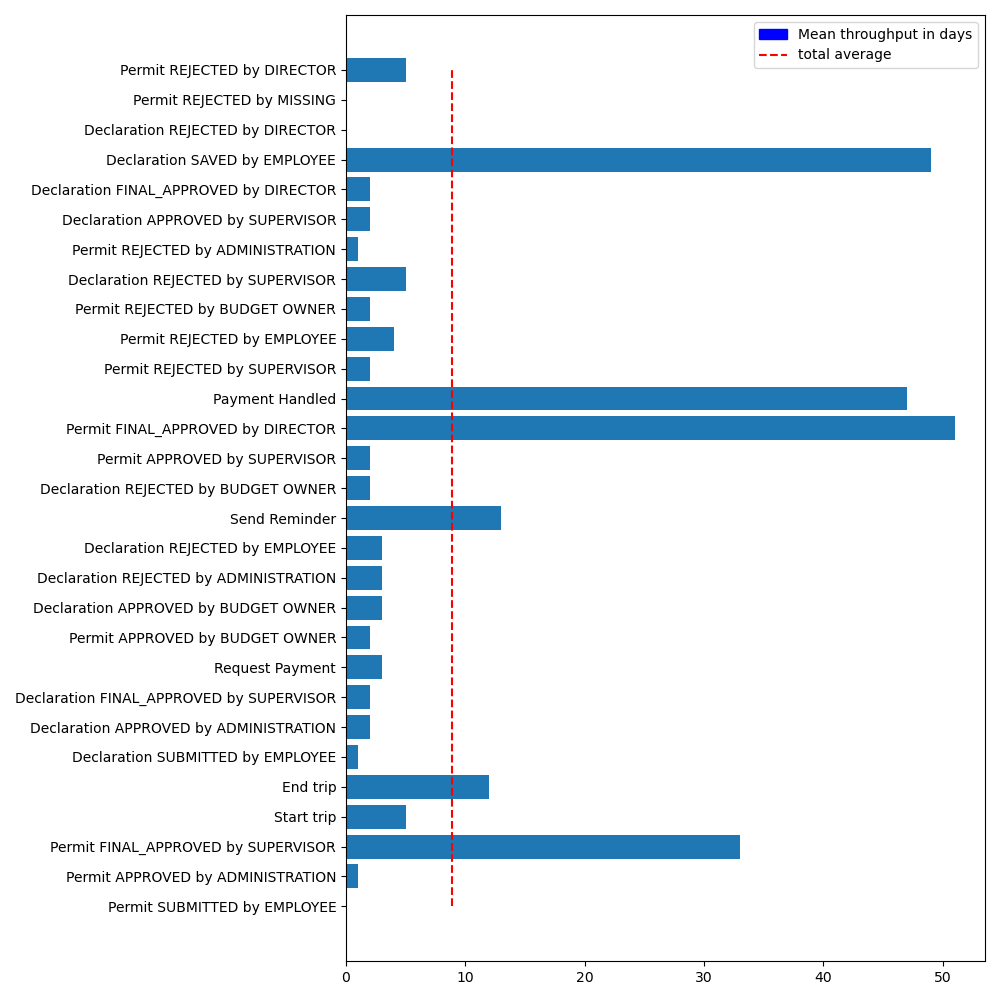 Mean throughput in days
total average
Permit REJECTED by DIRECTOR
Permit REJECTED by MISSING
Declaration REJECTED by DIRECTOR
Declaration SAVED by EMPLOYEE
Declaration FINAL_APPROVED by DIRECTOR
Declaration APPROVED by SUPERVISOR
Permit REJECTED by ADMINISTRATION
Declaration REJECTED by SUPERVISOR
Permit REJECTED by BUDGET OWNER
Permit REJECTED by EMPLOYEE
Permit REJECTED by SUPERVISOR
Payment Handled
Permit FINAL_APPROVED by DIRECTOR
Permit APPROVED by SUPERVISOR
Declaration REJECTED by BUDGET OWNER
Send Reminder
Declaration REJECTED by EMPLOYEE
Declaration REJECTED by ADMINISTRATION
Declaration APPROVED by BUDGET OWNER
Permit APPROVED by BUDGET OWNER
Request Payment
Declaration FINAL_APPROVED by SUPERVISOR
Declaration APPROVED by ADMINISTRATION
Declaration SUBMITTED by EMPLOYEE
End trip
Start trip
Permit FINAL_APPROVED by SUPERVISOR
Permit APPROVED by ADMINISTRATION
Permit SUBMITTED by EMPLOYEE
0 10 20 30 40 50